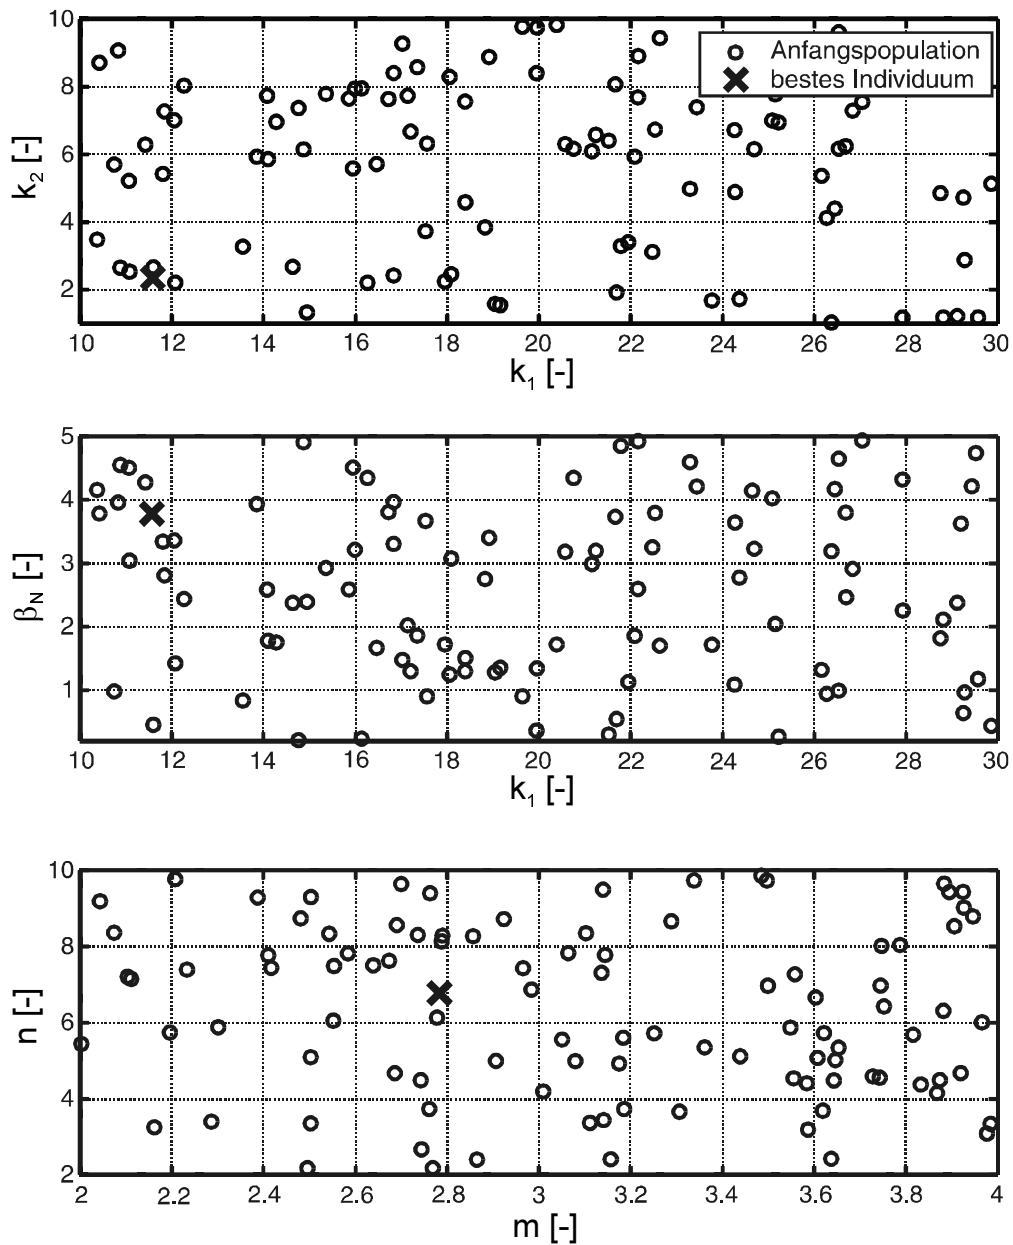 10
8
6
4
2
k₂ [-]
Anfangspopulation
bestes Individuum
10 12 14 16 18 20 22 24 26 28 30
k₁ [-]
5
4
3
2
1
β_N [-]
10 12 14 16 18 20 22 24 26 28 30
k₁ [-]
10
8
6
4
2
n [-]
2 2.2 2.4 2.6 2.8 3 3.2 3.4 3.6 3.8 4
m [-]